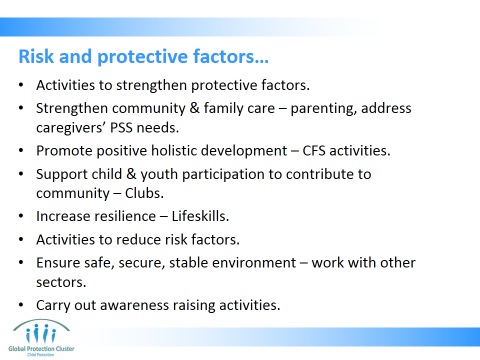 Risk and protective factors…
• Activities to strengthen protective factors.
• Strengthen community & family care – parenting, address
caregivers’ PSS needs.
• Promote positive holistic development – CFS activities.
• Support child & youth participation to contribute to
community – Clubs.
• Increase resilience – Lifeskills.
• Activities to reduce risk factors.
• Ensure safe, secure, stable environment – work with other
sectors.
• Carry out awareness raising activities.
Global Protection Cluster
Child Protection